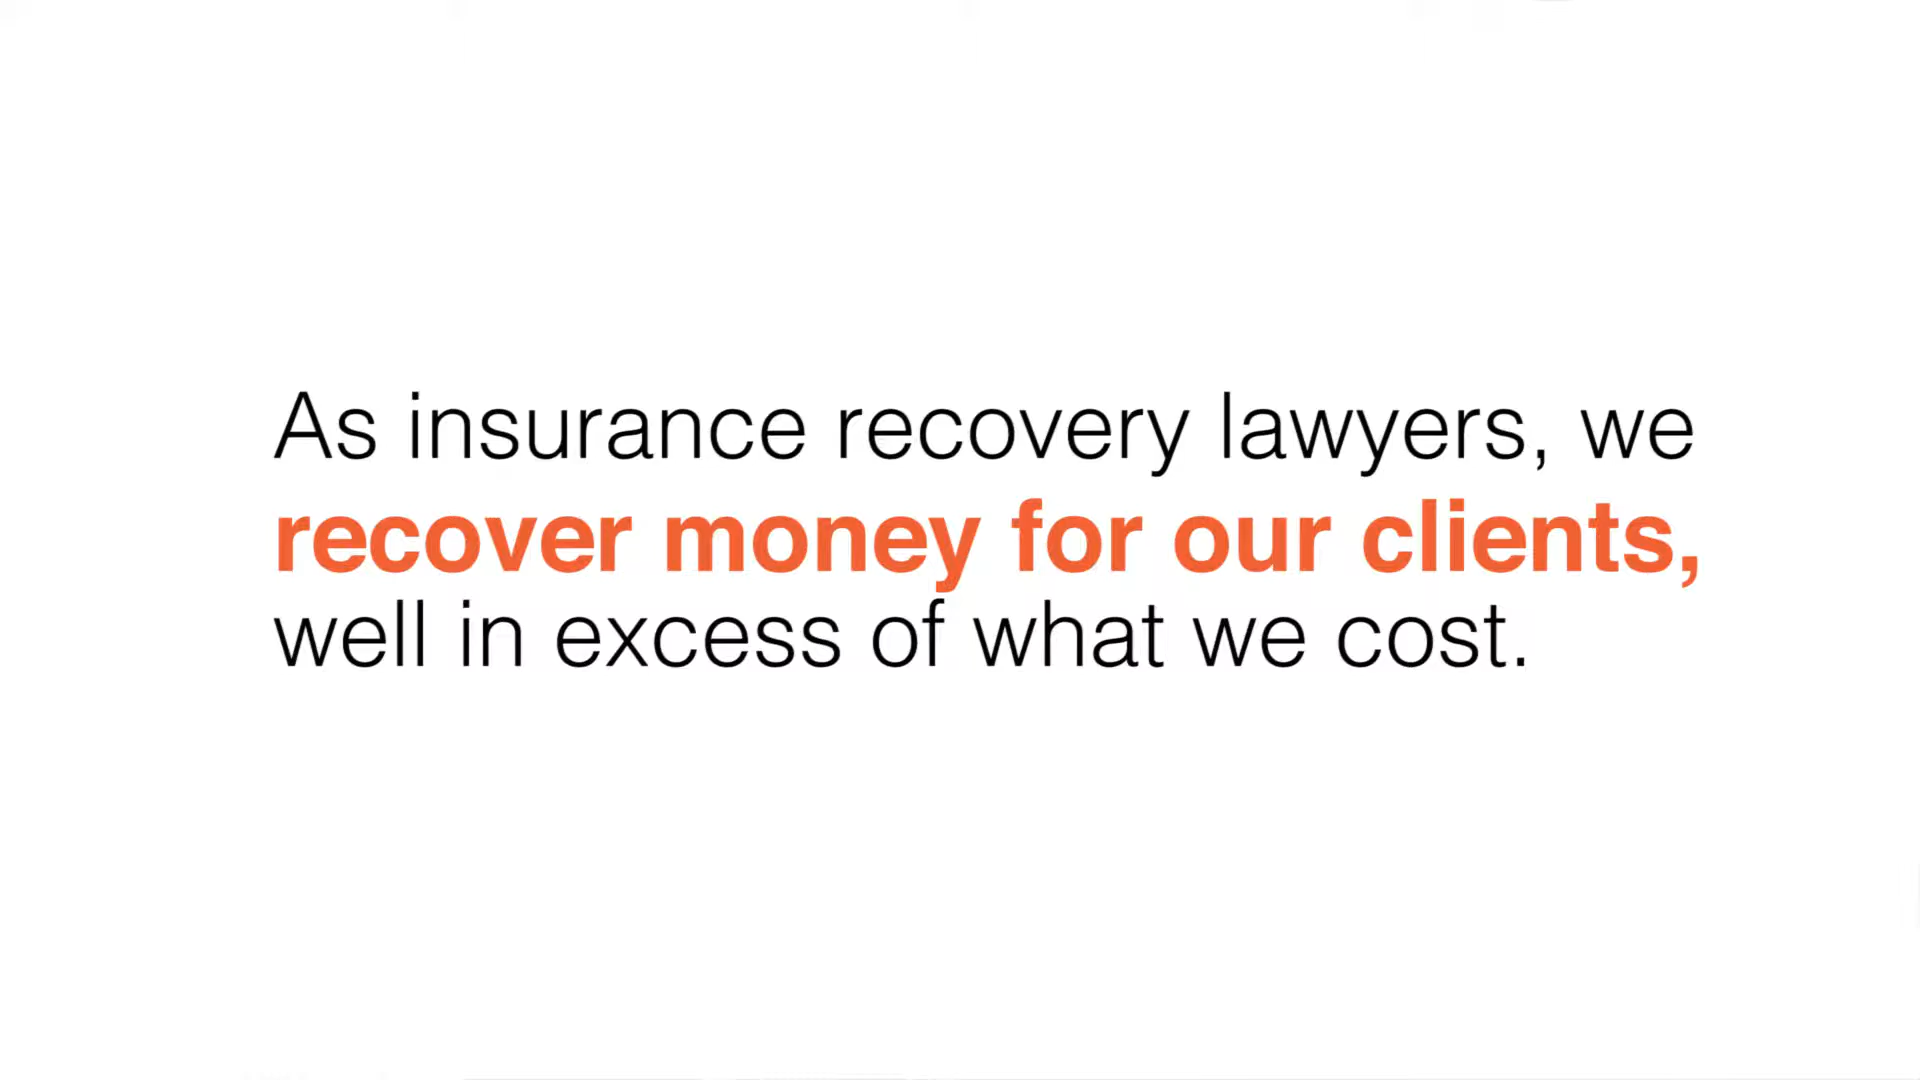 As insurance recovery lawyers, we
recover money for our clients,
well in excess of what we cost.